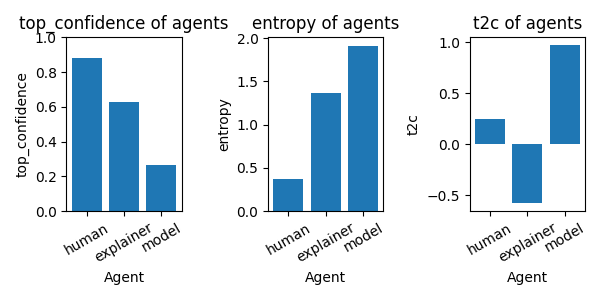 top_confidence of agents
top_confidence
1.0
0.8
0.6
0.4
0.2
0.0
human
explainer
model
Agent
entropy of agents
entropy
2.0
1.5
1.0
0.5
0.0
human
explainer
model
Agent
t2c of agents
t2c
1.0
0.5
0.0
−0.5
human
explainer
model
Agent